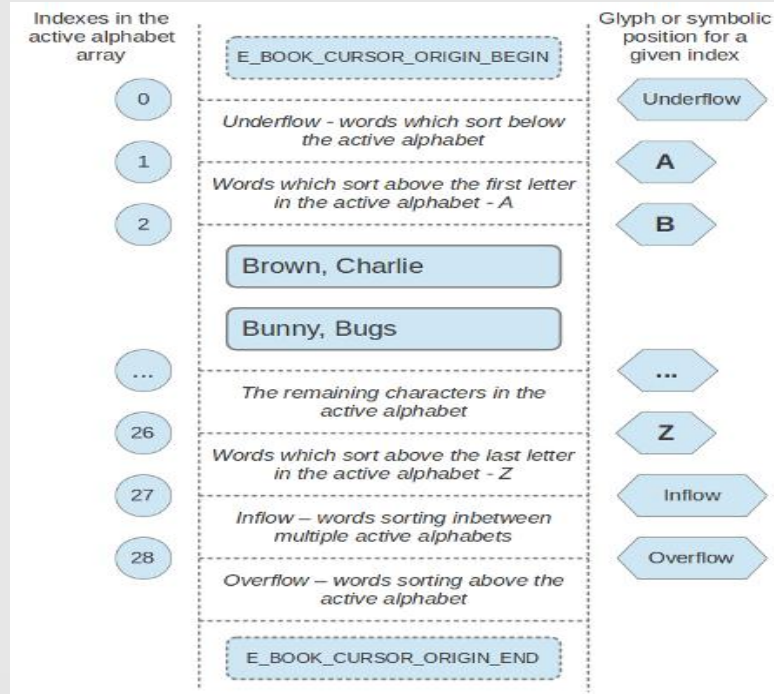 Indexes in the
active alphabet
array
Glyph or symbolic
position for a
given index
E_BOOK_CURSOR_ORIGIN_BEGIN
0
Underflow
Underflow - words which sort below
the active alphabet
1
A
Words which sort above the first letter
in the active alphabet - A
2
B
Brown, Charlie
Bunny, Bugs
...
...
The remaining characters in the
active alphabet
26
Z
Words which sort above the last letter
in the active alphabet - Z
27
Inflow
Inflow – words sorting inbetween
multiple active alphabets
28
Overflow
Overflow – words sorting above the
active alphabet
E_BOOK_CURSOR_ORIGIN_END